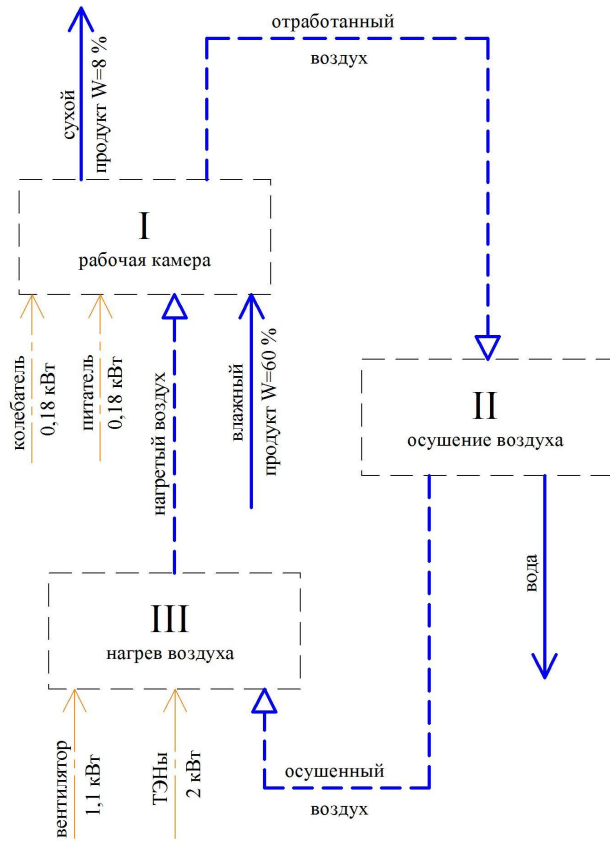 отработанный
воздух
сухой
продукт W=8 %
I
рабочая камера
колебатель
0,18 кВт
питатель
0,18 кВт
нагретый воздух
влажный
продукт W=60 %
II
осушение воздуха
вода
III
нагрев воздуха
вентилятор
1,1 кВт
ТЭНы
2 кВт
осушенный
воздух